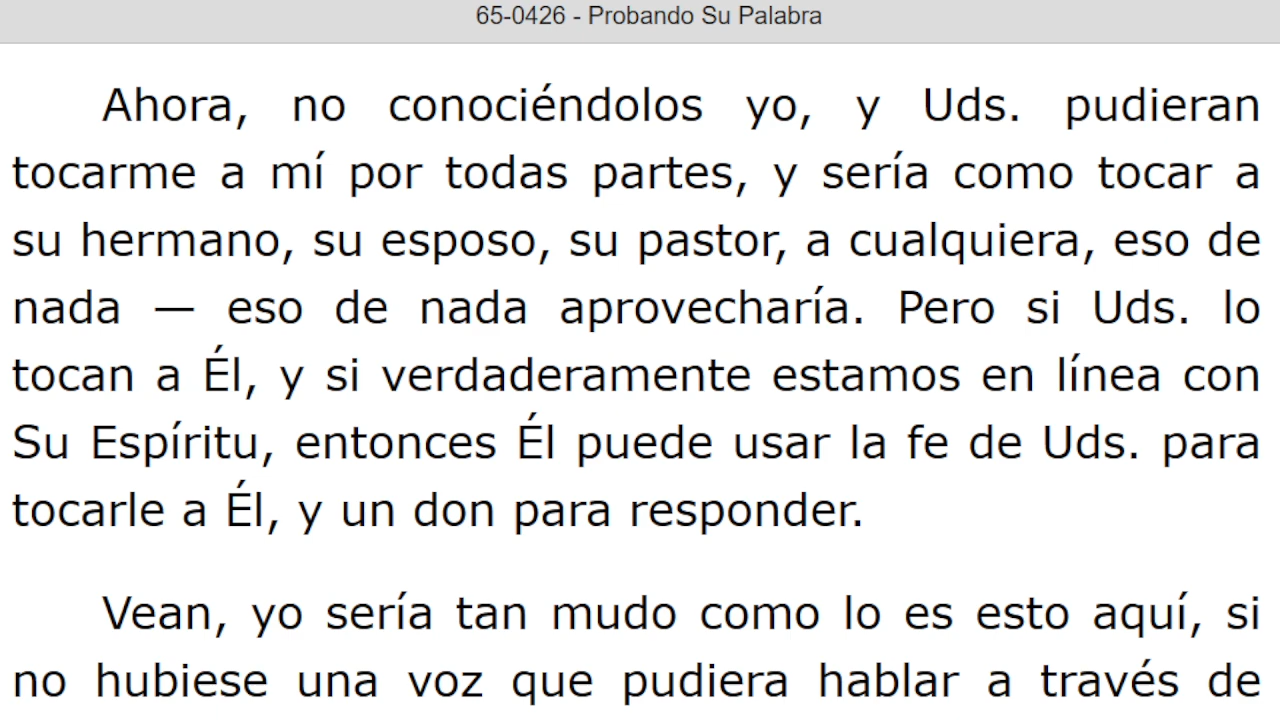 65-0426 - Probando Su Palabra
Ahora, no conociéndolos yo, y Uds. pudieran
tocarme a mí por todas partes, y sería como tocar a
su hermano, su esposo, su pastor, a cualquiera, eso de
nada — eso de nada aprovecharía. Pero si Uds. lo
tocan a Él, y si verdaderamente estamos en línea con
Su Espíritu, entonces Él puede usar la fe de Uds. para
tocarle a Él, y un don para responder.
Vean, yo sería tan mudo como lo es esto aquí, si
no hubiese una voz que pudiera hablar a través de